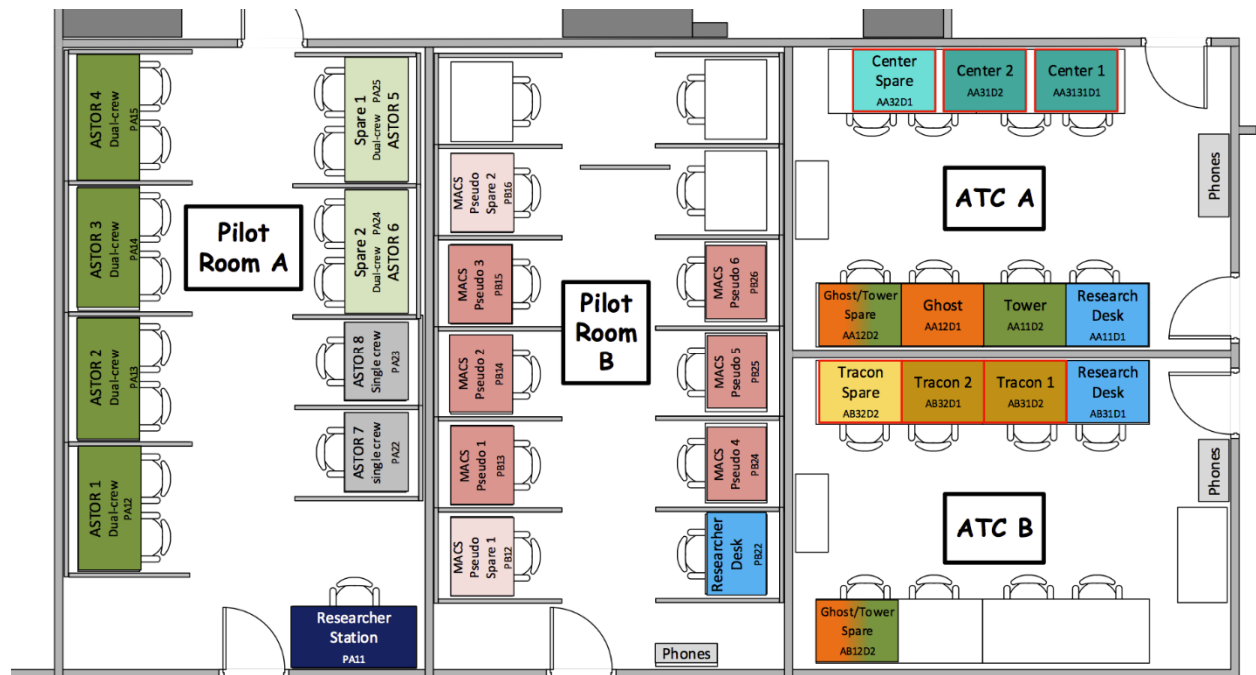 ASTOR 4
Dual-crew
PA15
ASTOR 3
Dual-crew
PA14
ASTOR 2
Dual-crew
PA13
ASTOR 1
Dual-crew
PA12
Pilot
Room A
Spare 1
Dual-crew PA25
ASTOR 5
Spare 2
Dual-crew PA24
ASTOR 6
ASTOR 8
Single crew
PA23
ASTOR 7
single crew
PA22
Researcher
Station
PA11
MACS
Pseudo
Spare 2
PB16
MACS
Pseudo 3
PB15
MACS
Pseudo 2
PB14
MACS
Pseudo 1
PB13
MACS
Pseudo
Spare 1
PB12
Pilot
Room
B
MACS
Pseudo 6
PB26
MACS
Pseudo 5
PB25
MACS
Pseudo 4
PB24
Researcher
Desk
PB22
Phones
Center
Spare
AA32D1
Center 2
AA31D2
Center 1
AA3131D1
Phones
ATC A
Ghost/Tower
Spare
AA12D2
Ghost
AA12D1
Tower
AA11D2
Research
Desk
AA11D1
Tracon
Spare
AB32D2
Tracon 2
AB32D1
Tracon 1
AB31D2
Research
Desk
AB31D1
Phones
ATC B
Ghost/Tower
Spare
AB12D2